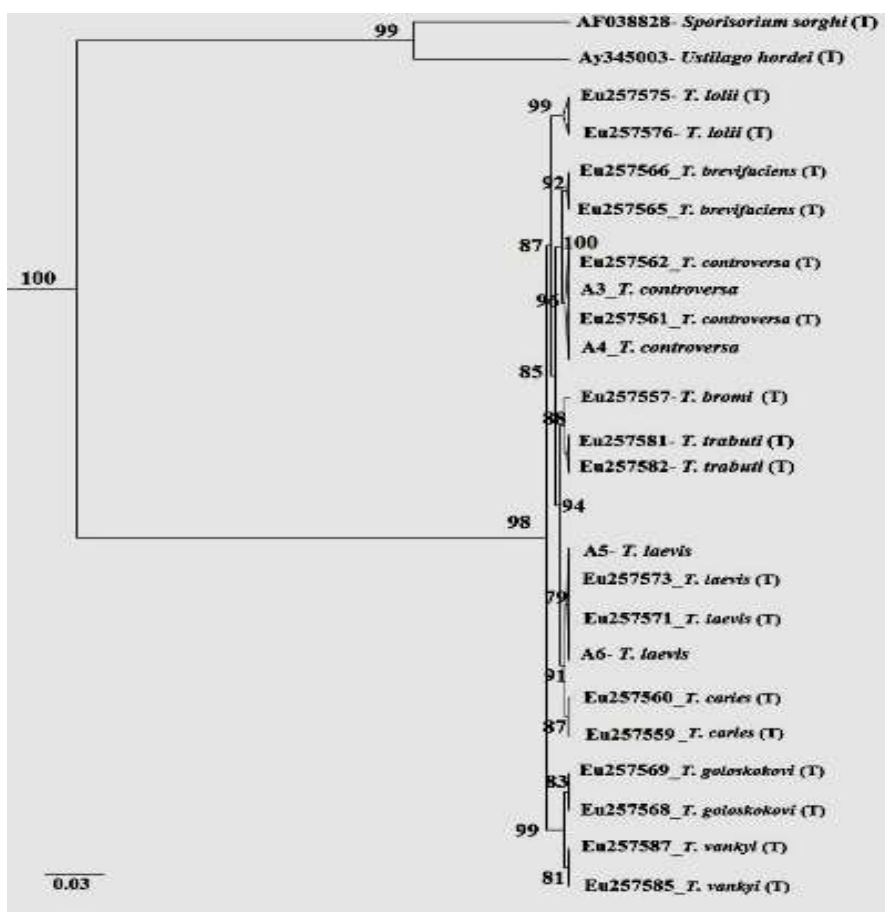 99
AF038828- Sporisorium sorghi (T)
Ay345003- Ustilago hordei (T)
99
Eu257575- T. lolii (T)
Eu257576- T. lolii (T)
92
Eu257566_T. brevifaciens (T)
Eu257565_T. brevifaciens (T)
87
100
Eu257562_T. controversa (T)
100
96
A3_T. controversa
Eu257561_T. controversa (T)
A4_T. controversa
85
Eu257557- T. bromi (T)
88
Eu257581- T. trabuti (T)
Eu257582- T. trabuti (T)
94
98
A5- T. laevis
Eu257573_T. laevis (T)
79
Eu257571_T. laevis (T)
A6- T. laevis
91
Eu257560_T. caries (T)
87
Eu257559_T. caries (T)
Eu257569_T. goloskokovi (T)
83
Eu257568_T. goloskokovi (T)
99
Eu257587_T. vankyi (T)
81
Eu257585_T. vankyi (T)
0.03